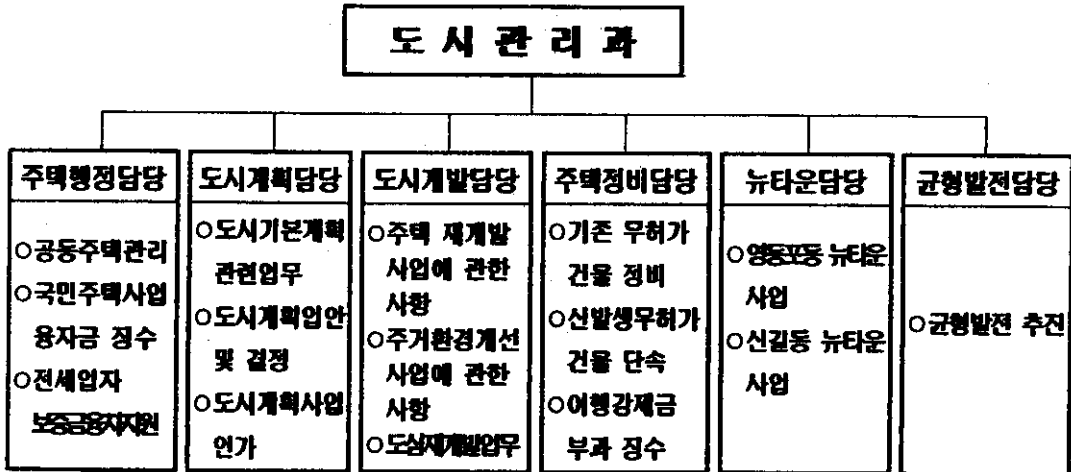 도 시 관 리 과
주택행정담당
○공동주택관리
○국민주택사업
융자금 징수
○전세입자
보증금융자지원
도시계획담당
○도시기본계획
관련업무
○도시계획입안
및 결정
○도시계획사업
인가
도시개발담당
○주택 재개발
사업에 관한
사항
○주거환경개선
사업에 관한
사항
○도심재개발업무
주택정비담당
○기존 무허가
건물 정비
○신발생무허가
건물 단속
○이행강제금
부과 징수
뉴타운담당
○영등포동 뉴타운
사업
○신길동 뉴타운
사업
균형발전담당
○균형발전 추진